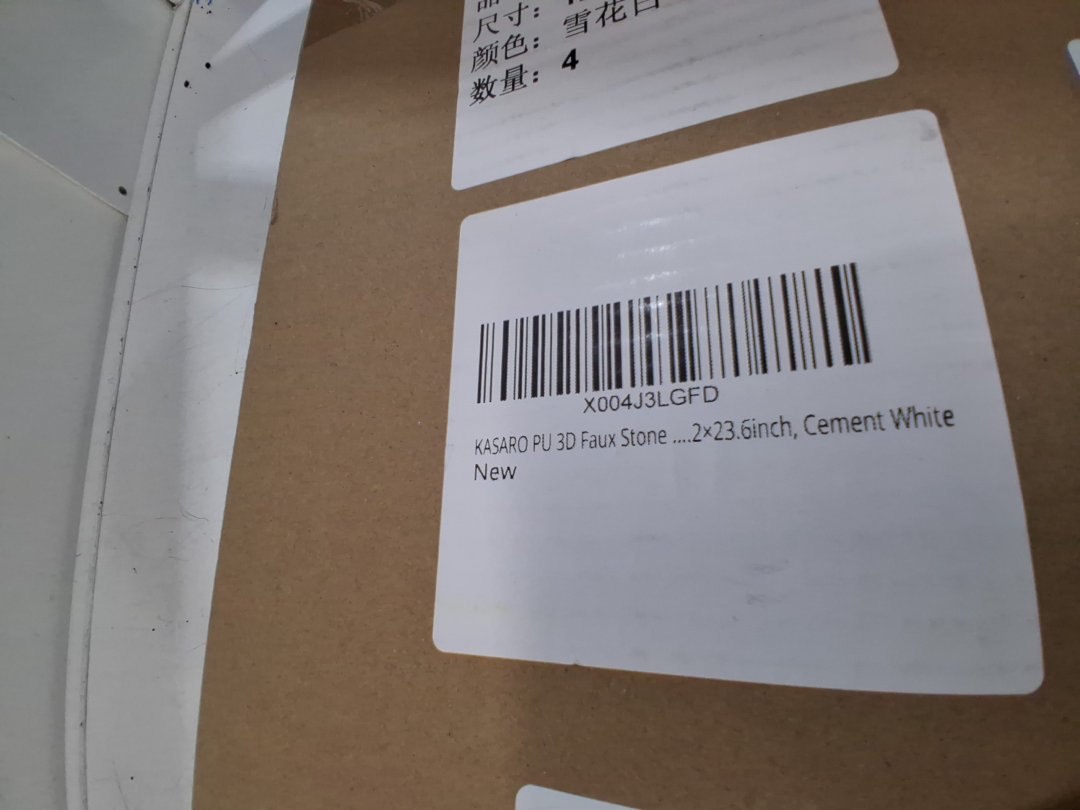 尺寸：
颜色：雪花白
数量：4
X004J3LGFD
KASARO PU 3D Faux Stone ....2×23.6inch, Cement White
New